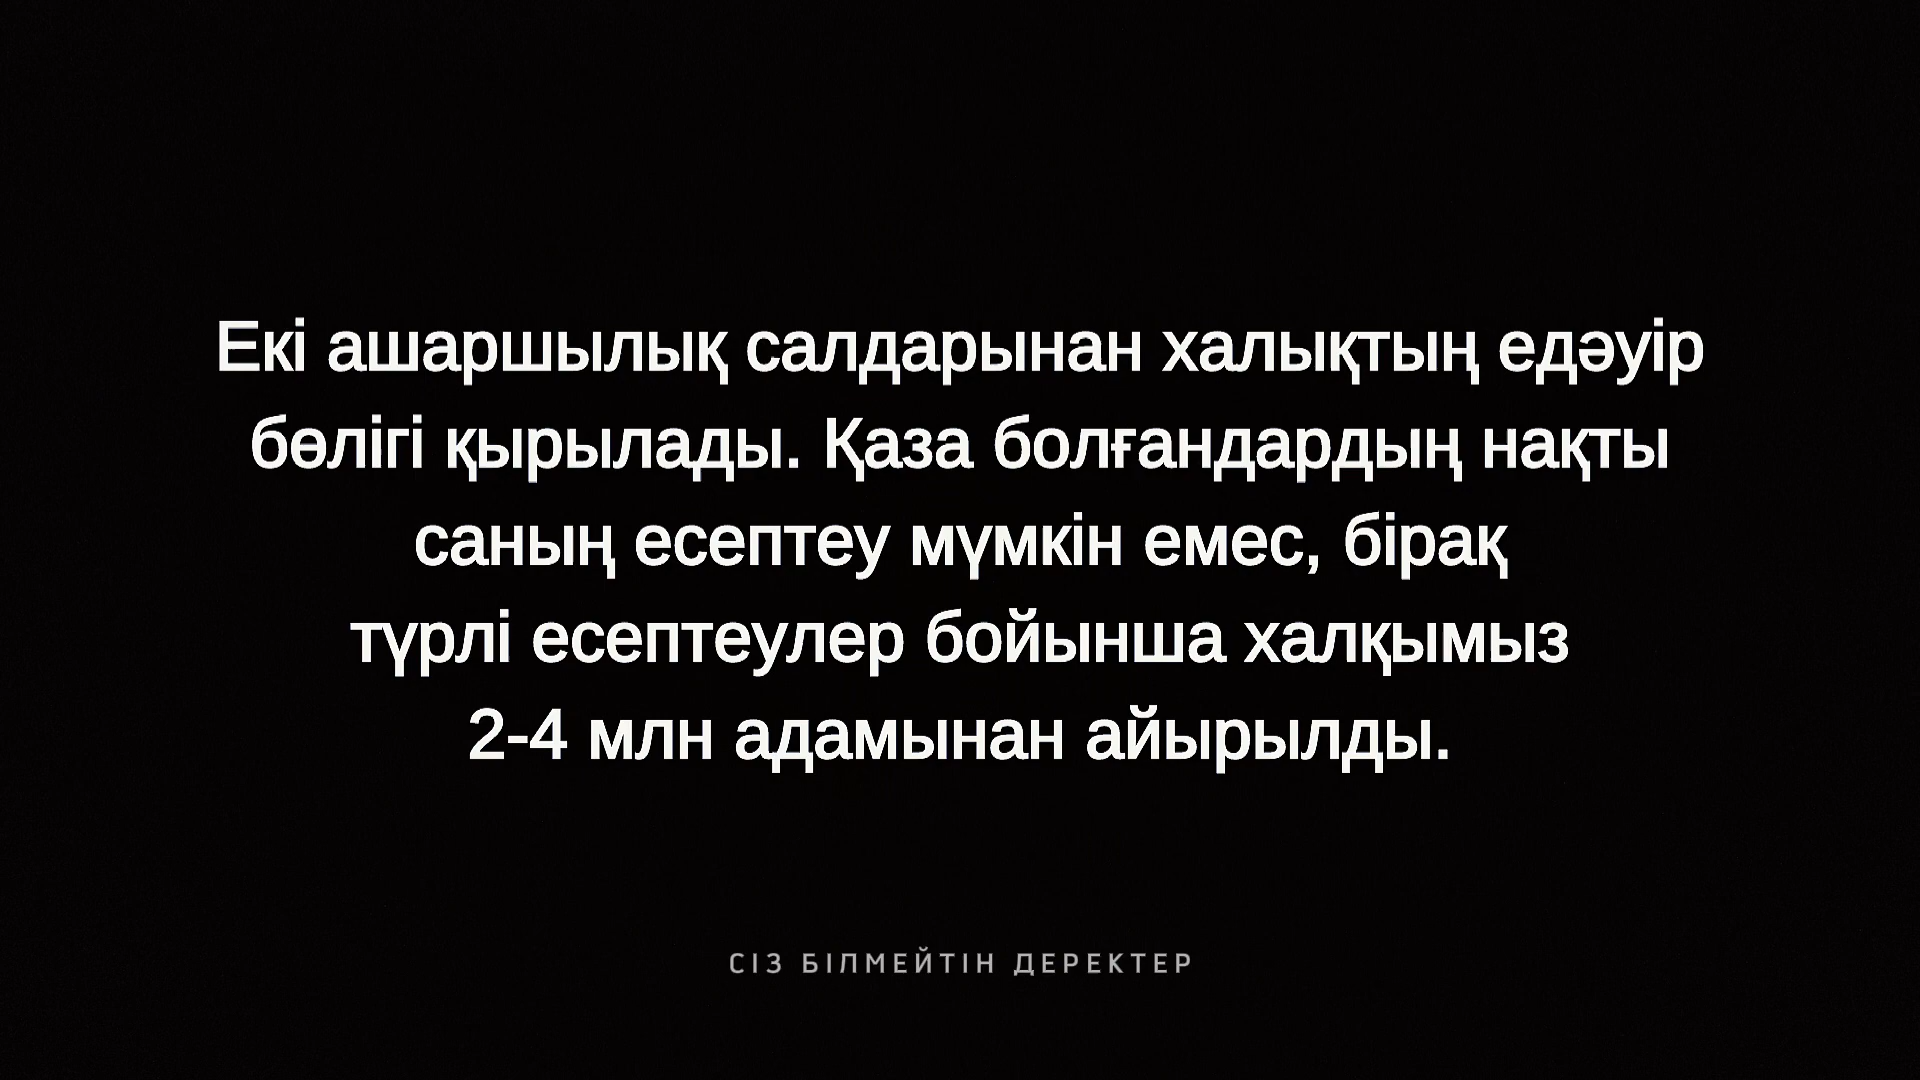 Екі ашаршылық салдарынан халықтың едәуір
бөлігі қырылады. Қаза болғандардың нақты
саның есептеу мүмкін емес, бірақ
түрлі есептеулер бойынша халқымыз
2-4 млн адамынан айырылды.
СІЗ БІЛМЕЙТІН ДЕРЕКТЕР